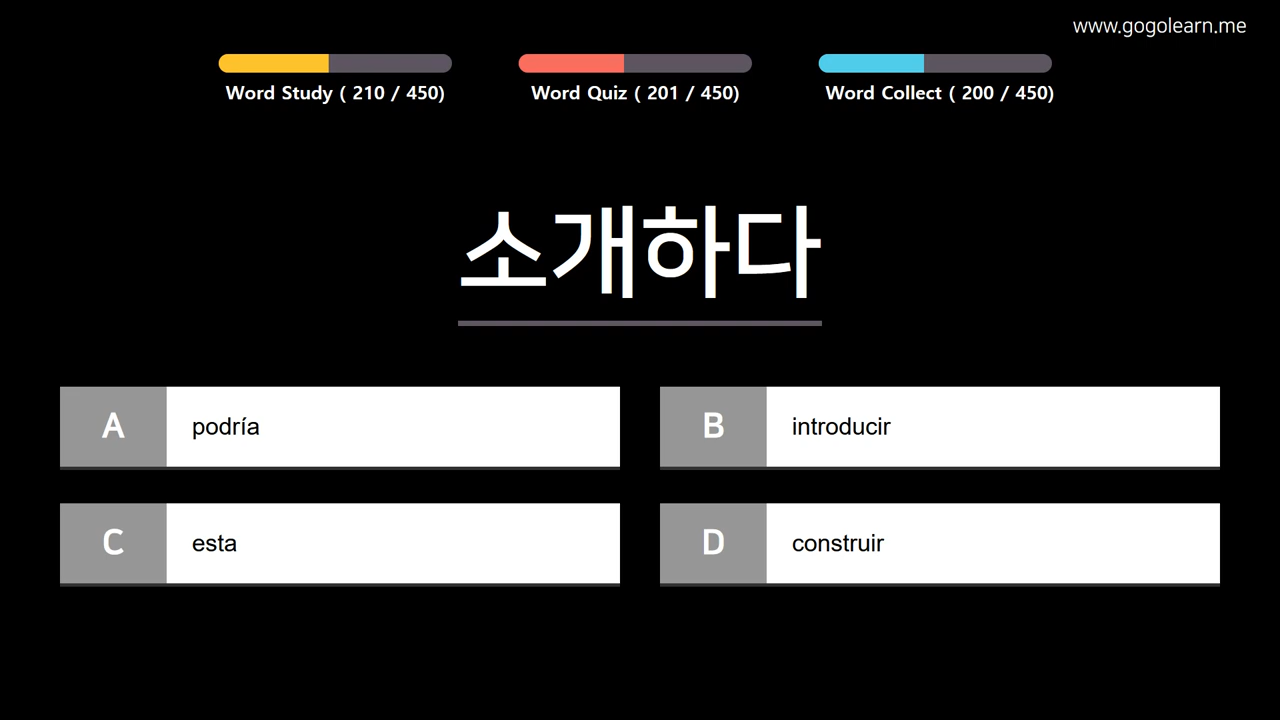 www.gogolearn.me
Word Study ( 210 / 450)
Word Quiz ( 201 / 450)
Word Collect ( 200 / 450)
소개하다
A podría
B introducir
C esta
D construir